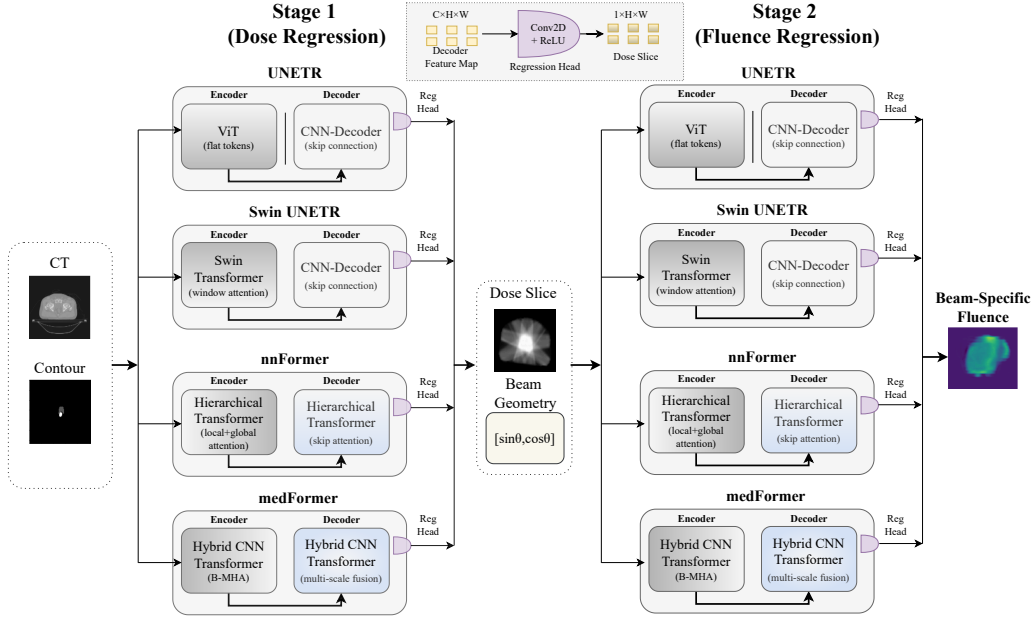 Stage 1
(Dose Regression)
C×H×W
Decoder
Feature Map
Conv2D
+ ReLU
Regression Head
1×H×W
Dose Slice
Stage 2
(Fluence Regression)
CT
Contour
UNETR
Encoder
Decoder
ViT
(flat tokens)
CNN-Decoder
(skip connection)
Reg
Head
Swin UNETR
Encoder
Decoder
Swin
Transformer
(window attention)
CNN-Decoder
(skip connection)
Reg
Head
nnFormer
Encoder
Decoder
Hierarchical
Transformer
(local+global
attention)
Hierarchical
Transformer
(skip attention)
Reg
Head
medFormer
Encoder
Decoder
Hybrid CNN
Transformer
(B-MHA)
Hybrid CNN
Transformer
(multi-scale fusion)
Reg
Head
Dose Slice
Beam
Geometry
[sinθ,cosθ]
UNETR
Encoder
Decoder
ViT
(flat tokens)
CNN-Decoder
(skip connection)
Reg
Head
Swin UNETR
Encoder
Decoder
Swin
Transformer
(window attention)
CNN-Decoder
(skip connection)
Reg
Head
nnFormer
Encoder
Decoder
Hierarchical
Transformer
(local+global
attention)
Hierarchical
Transformer
(skip attention)
Reg
Head
medFormer
Encoder
Decoder
Hybrid CNN
Transformer
(B-MHA)
Hybrid CNN
Transformer
(multi-scale fusion)
Reg
Head
Beam-Specific
Fluence